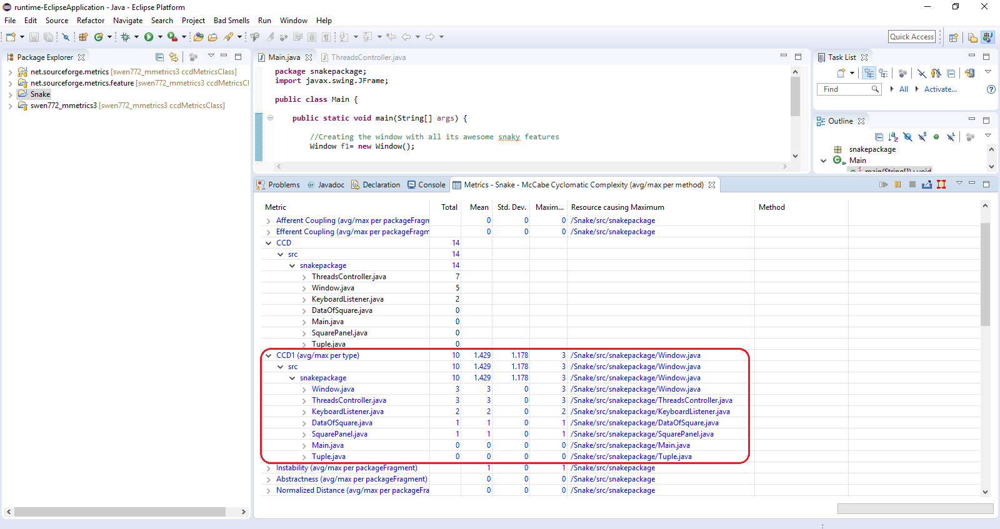 runtime-EclipseApplication - Java - Eclipse Platform
File Edit Source Refactor Navigate Search Project Bad Smells Run Window Help
Quick Access
Package Explorer
net.sourceforge.metrics [swen772_mmetrics3 ccdMetricsClass]
net.sourceforge.metrics.feature [swen772_mmetrics3 ccdMetricsCl
Snake
swen772_mmetrics3 [swen772_mmetrics3 ccdMetricsClass]
Main.java ThreadsController.java
package snakepackage;
import javax.swing.JFrame;
public class Main {
public static void main(String[] args) {
//Creating the window with all its awesome snaky features
Window f1= new Window();
Task List
Find All Activate...
Outline
snakepackage
Main
main(String[]) : void
Problems @ Javadoc Declaration Console Metrics - Snake - McCabe Cyclomatic Complexity (avg/max per method)
Metric Total Mean Std. Dev. Maxim... Resource causing Maximum Method
Afferent Coupling (avg/max per packageFragm 0 0 0 /Snake/src/snakepackage
Efferent Coupling (avg/max per packageFragm 0 0 0 /Snake/src/snakepackage
CCD 14
src 14
snakepackage 14
ThreadsController.java 7
Window.java 5
KeyboardListener.java 2
DataOfSquare.java 0
Main.java 0
SquarePanel.java 0
Tuple.java 0
CCD1 (avg/max per type) 10 1.429 1.178 3 /Snake/src/snakepackage/Window.java
src 10 1.429 1.178 3 /Snake/src/snakepackage/Window.java
snakepackage 10 1.429 1.178 3 /Snake/src/snakepackage/Window.java
Window.java 3 3 0 3 /Snake/src/snakepackage/Window.java
ThreadsController.java 3 3 0 3 /Snake/src/snakepackage/ThreadsController.java
KeyboardListener.java 2 2 0 2 /Snake/src/snakepackage/KeyboardListener.java
DataOfSquare.java 1 1 0 1 /Snake/src/snakepackage/DataOfSquare.java
SquarePanel.java 1 1 0 1 /Snake/src/snakepackage/SquarePanel.java
Main.java 0 0 0 0 /Snake/src/snakepackage/Main.java
Tuple.java 0 0 0 0 /Snake/src/snakepackage/Tuple.java
Instability (avg/max per packageFragment) 1 0 1 /Snake/src/snakepackage
Abstractness (avg/max per packageFragment) 0 0 0 /Snake/src/snakepackage
Normalized Distance (avg/max per packageFra 0 0 0 /Snake/src/snakepackage